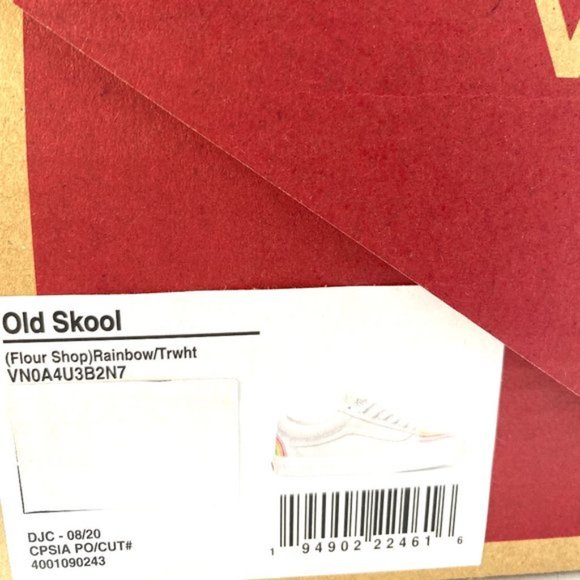 V
Old Skool
(Flour Shop)Rainbow/Trwht
VN0A4U3B2N7
DJC - 08/20
CPSIA PO/CUT#
4001090243
1 94902 22461 6